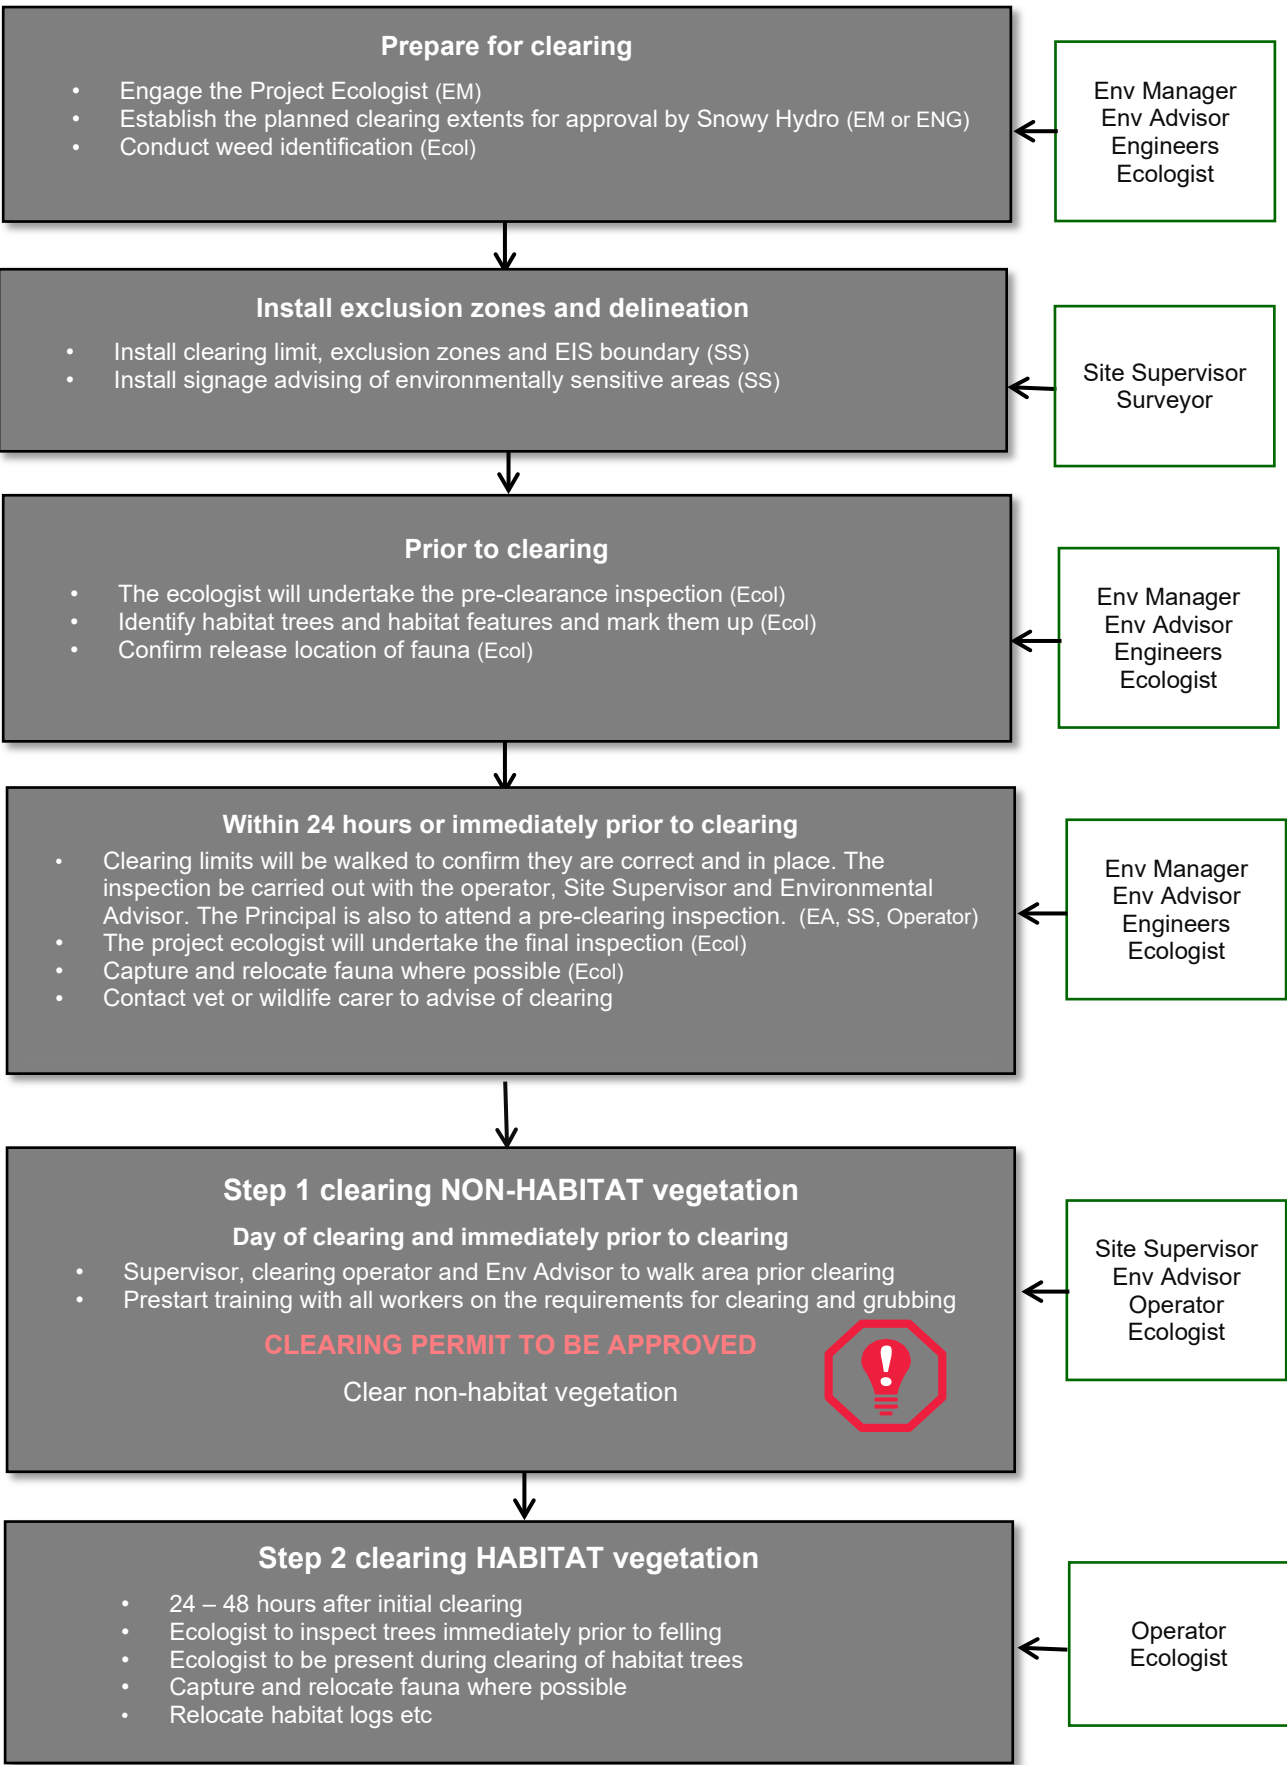 Prepare for clearing
• Engage the Project Ecologist (EM)
• Establish the planned clearing extents for approval by Snowy Hydro (EM or ENG)
• Conduct weed identification (Ecol)
Env Manager
Env Advisor
Engineers
Ecologist
Install exclusion zones and delineation
• Install clearing limit, exclusion zones and EIS boundary (SS)
• Install signage advising of environmentally sensitive areas (SS)
Site Supervisor
Surveyor
Prior to clearing
• The ecologist will undertake the pre-clearance inspection (Ecol)
• Identify habitat trees and habitat features and mark them up (Ecol)
• Confirm release location of fauna (Ecol)
Env Manager
Env Advisor
Engineers
Ecologist
Within 24 hours or immediately prior to clearing
• Clearing limits will be walked to confirm they are correct and in place. The
inspection be carried out with the operator, Site Supervisor and Environmental
Advisor. The Principal is also to attend a pre-clearing inspection. (EA, SS, Operator)
• The project ecologist will undertake the final inspection (Ecol)
• Capture and relocate fauna where possible (Ecol)
• Contact vet or wildlife carer to advise of clearing
Env Manager
Env Advisor
Engineers
Ecologist
Step 1 clearing NON-HABITAT vegetation
Day of clearing and immediately prior to clearing
• Supervisor, clearing operator and Env Advisor to walk area prior clearing
• Prestart training with all workers on the requirements for clearing and grubbing
CLEARING PERMIT TO BE APPROVED
Clear non-habitat vegetation
Site Supervisor
Env Advisor
Operator
Ecologist
Step 2 clearing HABITAT vegetation
• 24 – 48 hours after initial clearing
• Ecologist to inspect trees immediately prior to felling
• Ecologist to be present during clearing of habitat trees
• Capture and relocate fauna where possible
• Relocate habitat logs etc
Operator
Ecologist